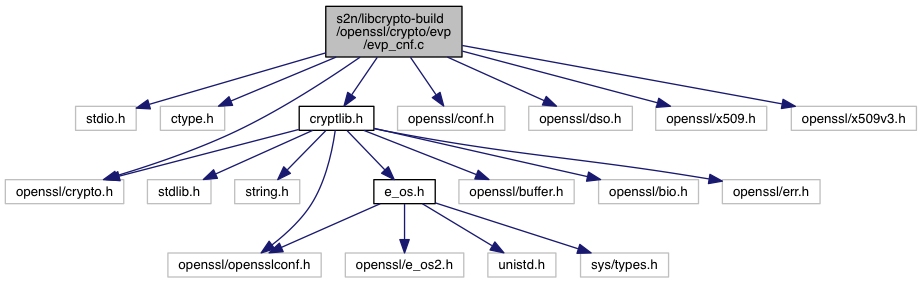 s2n/libcrypto-build
/openssl/crypto/evp
/evp_cnf.c
stdio.h
ctype.h
cryptlib.h
openssl/conf.h
openssl/dso.h
openssl/x509.h
openssl/x509v3.h
openssl/crypto.h
stdlib.h
string.h
e_os.h
openssl/buffer.h
openssl/bio.h
openssl/err.h
openssl/opensslconf.h
openssl/e_os2.h
unistd.h
sys/types.h